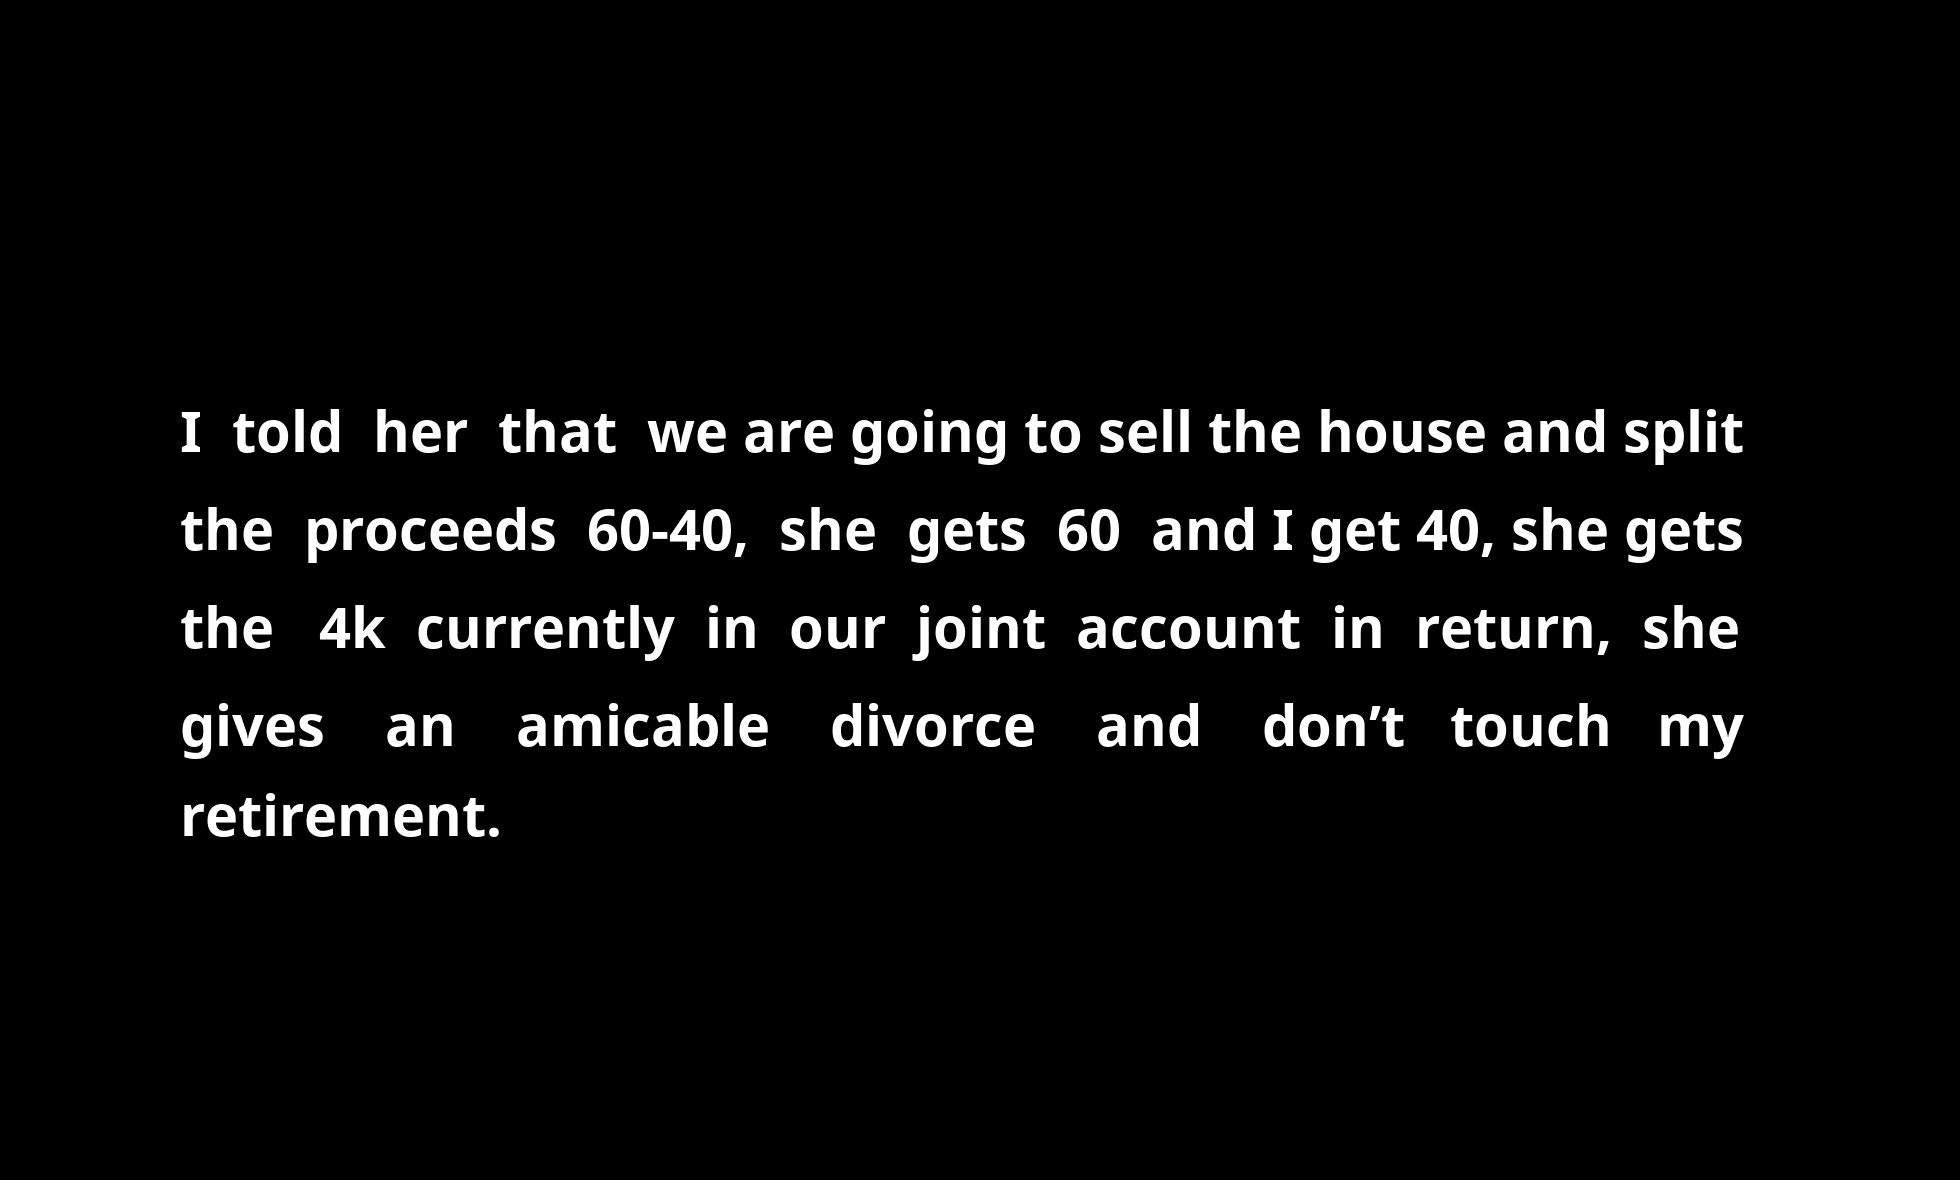 I told her that we are going to sell the house and split
the proceeds 60-40, she gets 60 and I get 40, she gets
the 4k currently in our joint account in return, she
gives an amicable divorce and don’t touch my
retirement.